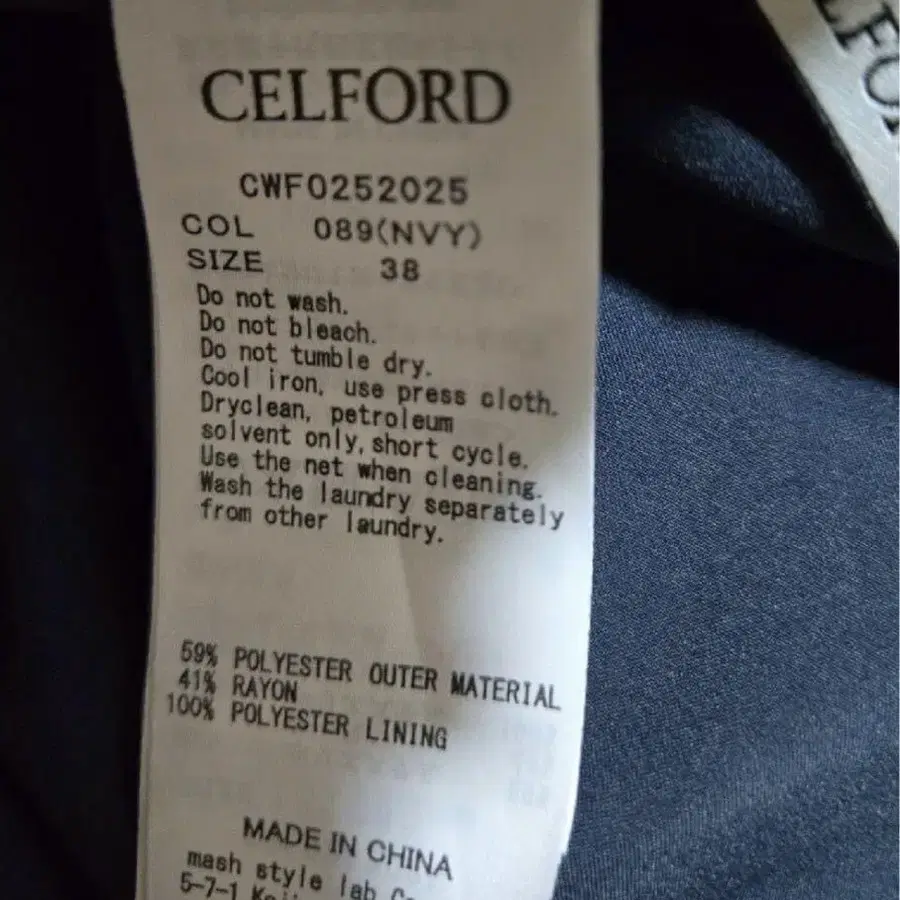 CELFORD
CWF0252025
COL 089(NVY)
SIZE 38
Do not wash.
Do not bleach.
Do not tumble dry.
Cool iron, use press cloth.
Dryclean, petroleum
solvent only,short cycle.
Use the net when cleaning.
Wash the laundry separately
from other laundry.
59% POLYESTER OUTER MATERIAL
41% RAYON
100% POLYESTER LINING
MADE IN CHINA
mash style lab
5-7-1